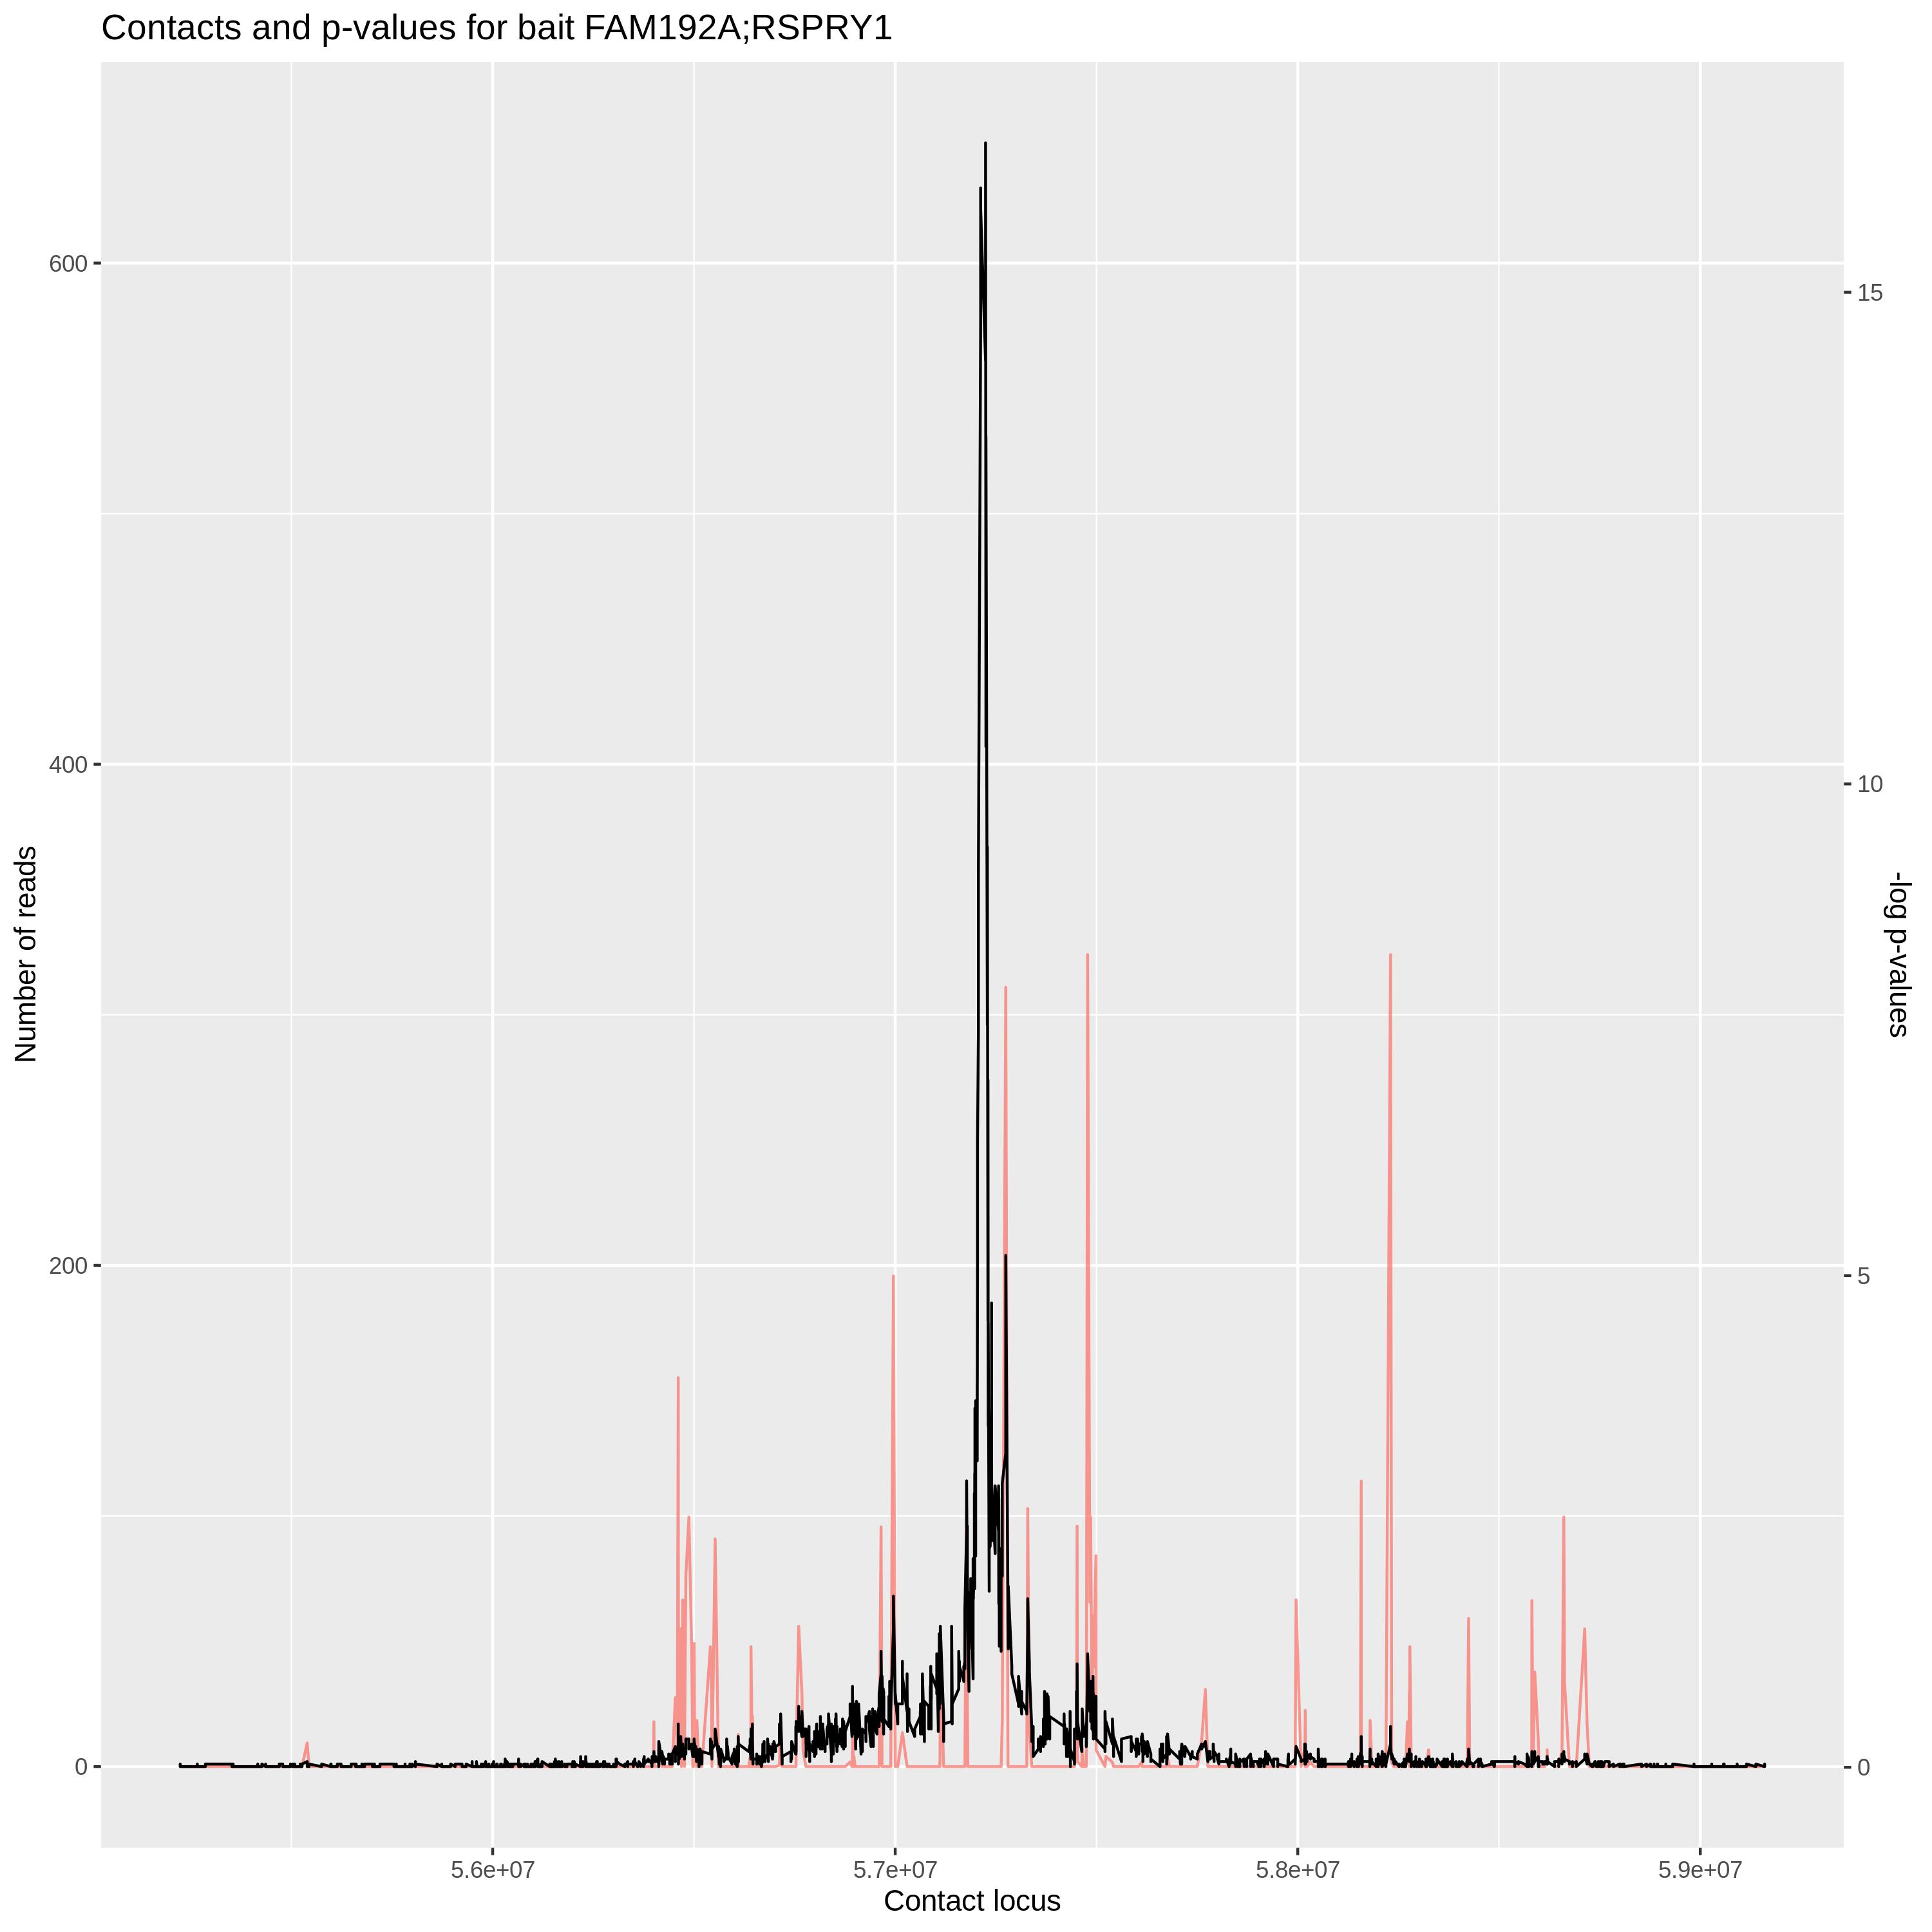 Contacts and p-values for bait FAM192A;RSPRY1
600
400
200
0
Number of reads
15
10
5
0
-log p-values
5.6e+07
5.7e+07
5.8e+07
5.9e+07
Contact locus